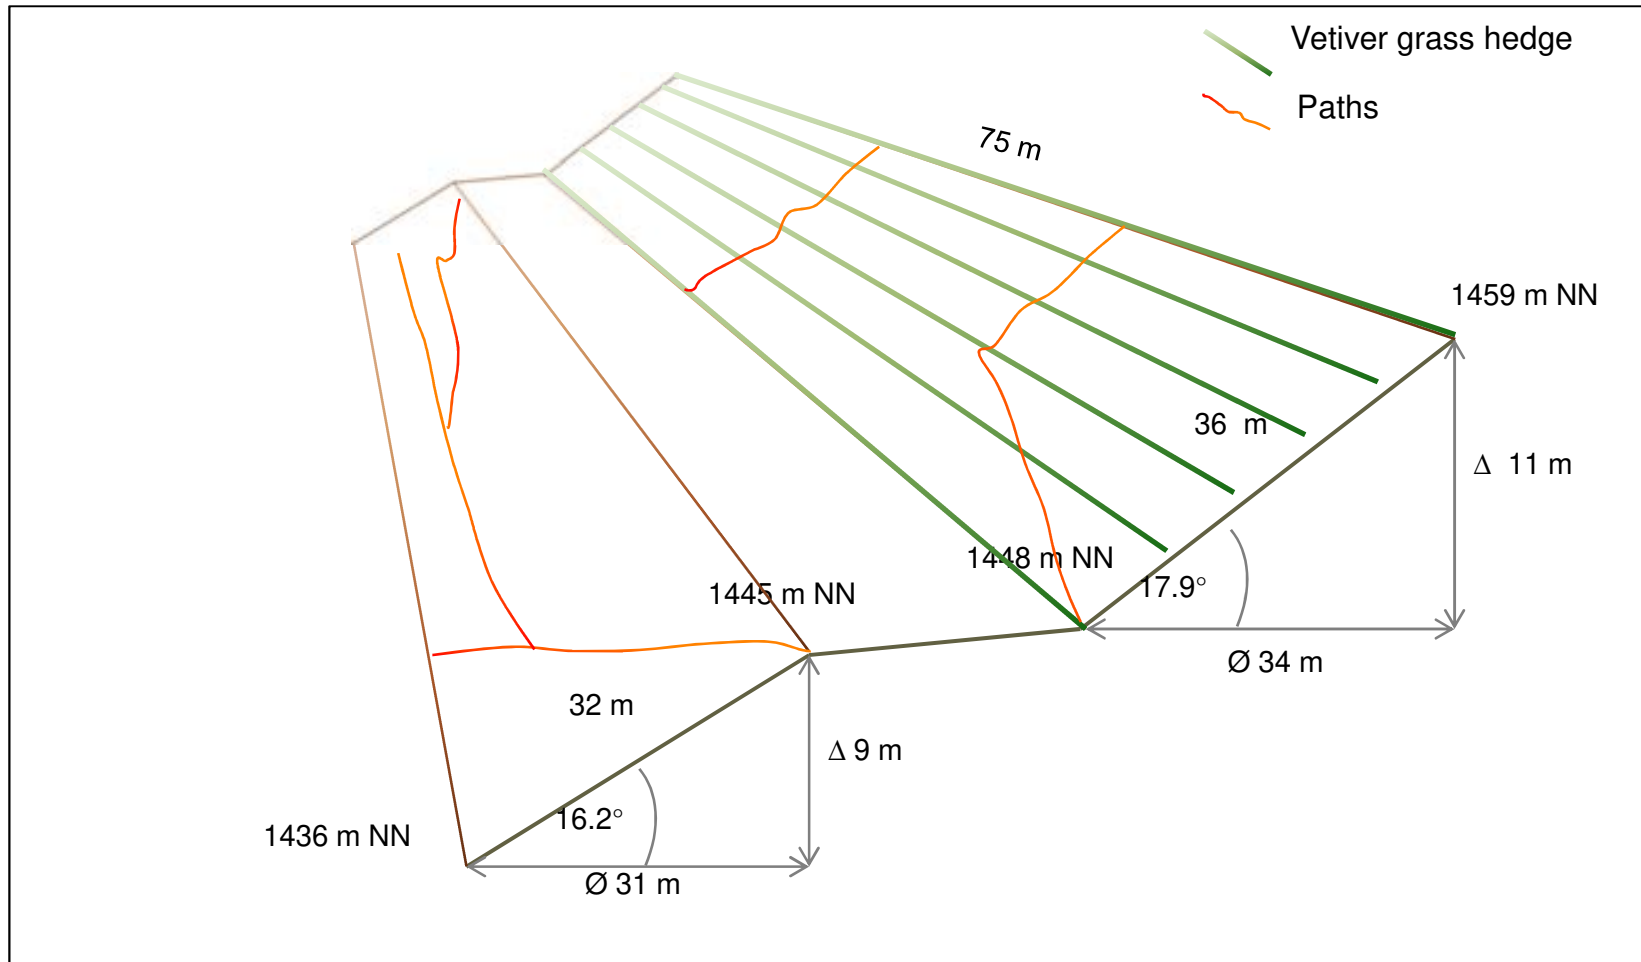 Vetiver grass hedge
Paths
75 m
1459 m NN
36 m
Δ 11 m
1448 m NN
17.9°
1445 m NN
Ø 34 m
32 m
Δ 9 m
16.2°
1436 m NN
Ø 31 m